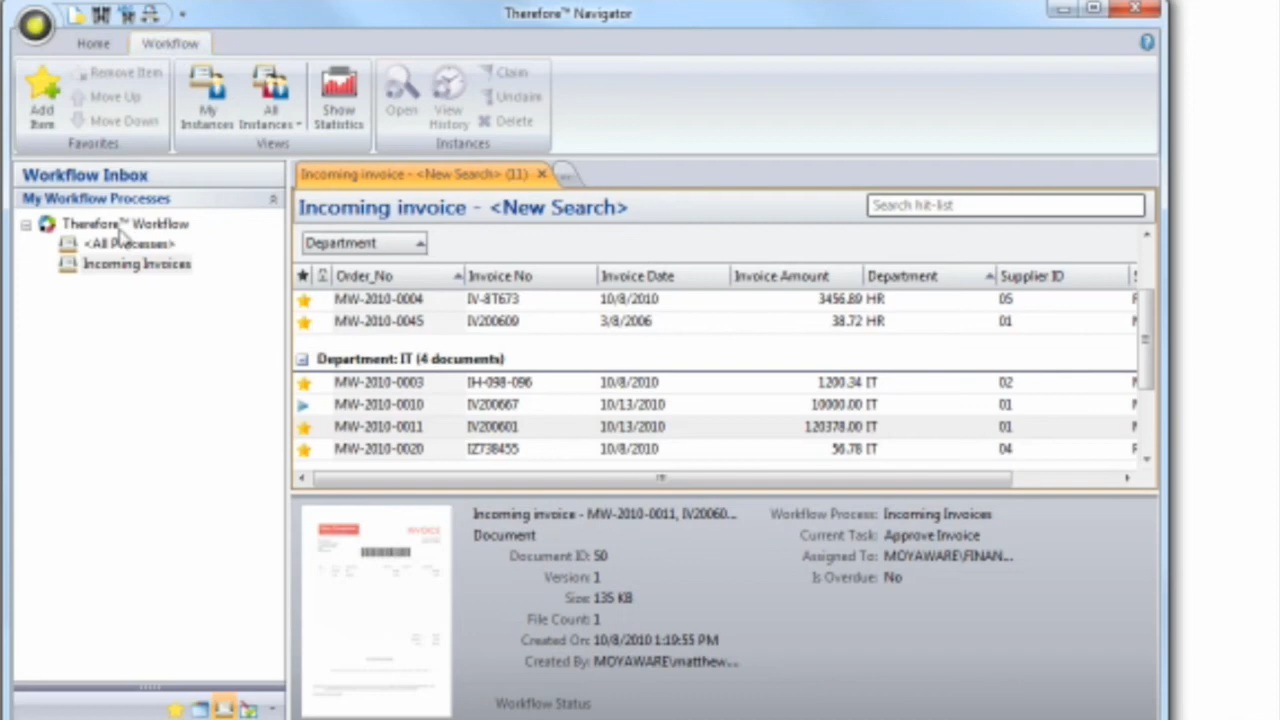 Therefore™ Navigator
Home Workflow
Add Item
Remove Item
Move Up
Move Down
Favorites
My Instances
All Instances
Show Statistics
Views
Open
View History
Claim
Unclaim
Delete
Instances
Workflow Inbox
My Workflow Processes
Therefore™ Workflow
<All Processes>
Incoming Invoices
Incoming invoice - <New Search> (11)
Incoming invoice - <New Search>
Search hit-list
Department
Order_No Invoice No Invoice Date Invoice Amount Department Supplier ID
MW-2010-0004 IV-8T673 10/8/2010 3456.89 HR 05
MW-2010-0045 IV200609 3/8/2006 38.72 HR 01
Department: IT (4 documents)
MW-2010-0003 IH-098-096 10/8/2010 1200.34 IT 02
MW-2010-0010 IV200667 10/13/2010 10000.00 IT 01
MW-2010-0011 IV200601 10/13/2010 120378.00 IT 01
MW-2010-0020 IZ738455 10/8/2010 56.78 IT 04
INVOICE
Incoming invoice - MW-2010-0011, IV20060...
Document
Document ID: 50
Version: 1
Size: 135 KB
File Count: 1
Created On: 10/8/2010 1:19:55 PM
Created By: MOYAWARE\matthew...
Workflow Status
Workflow Process: Incoming Invoices
Current Task: Approve Invoice
Assigned To: MOYAWARE\FINAN...
Is Overdue: No